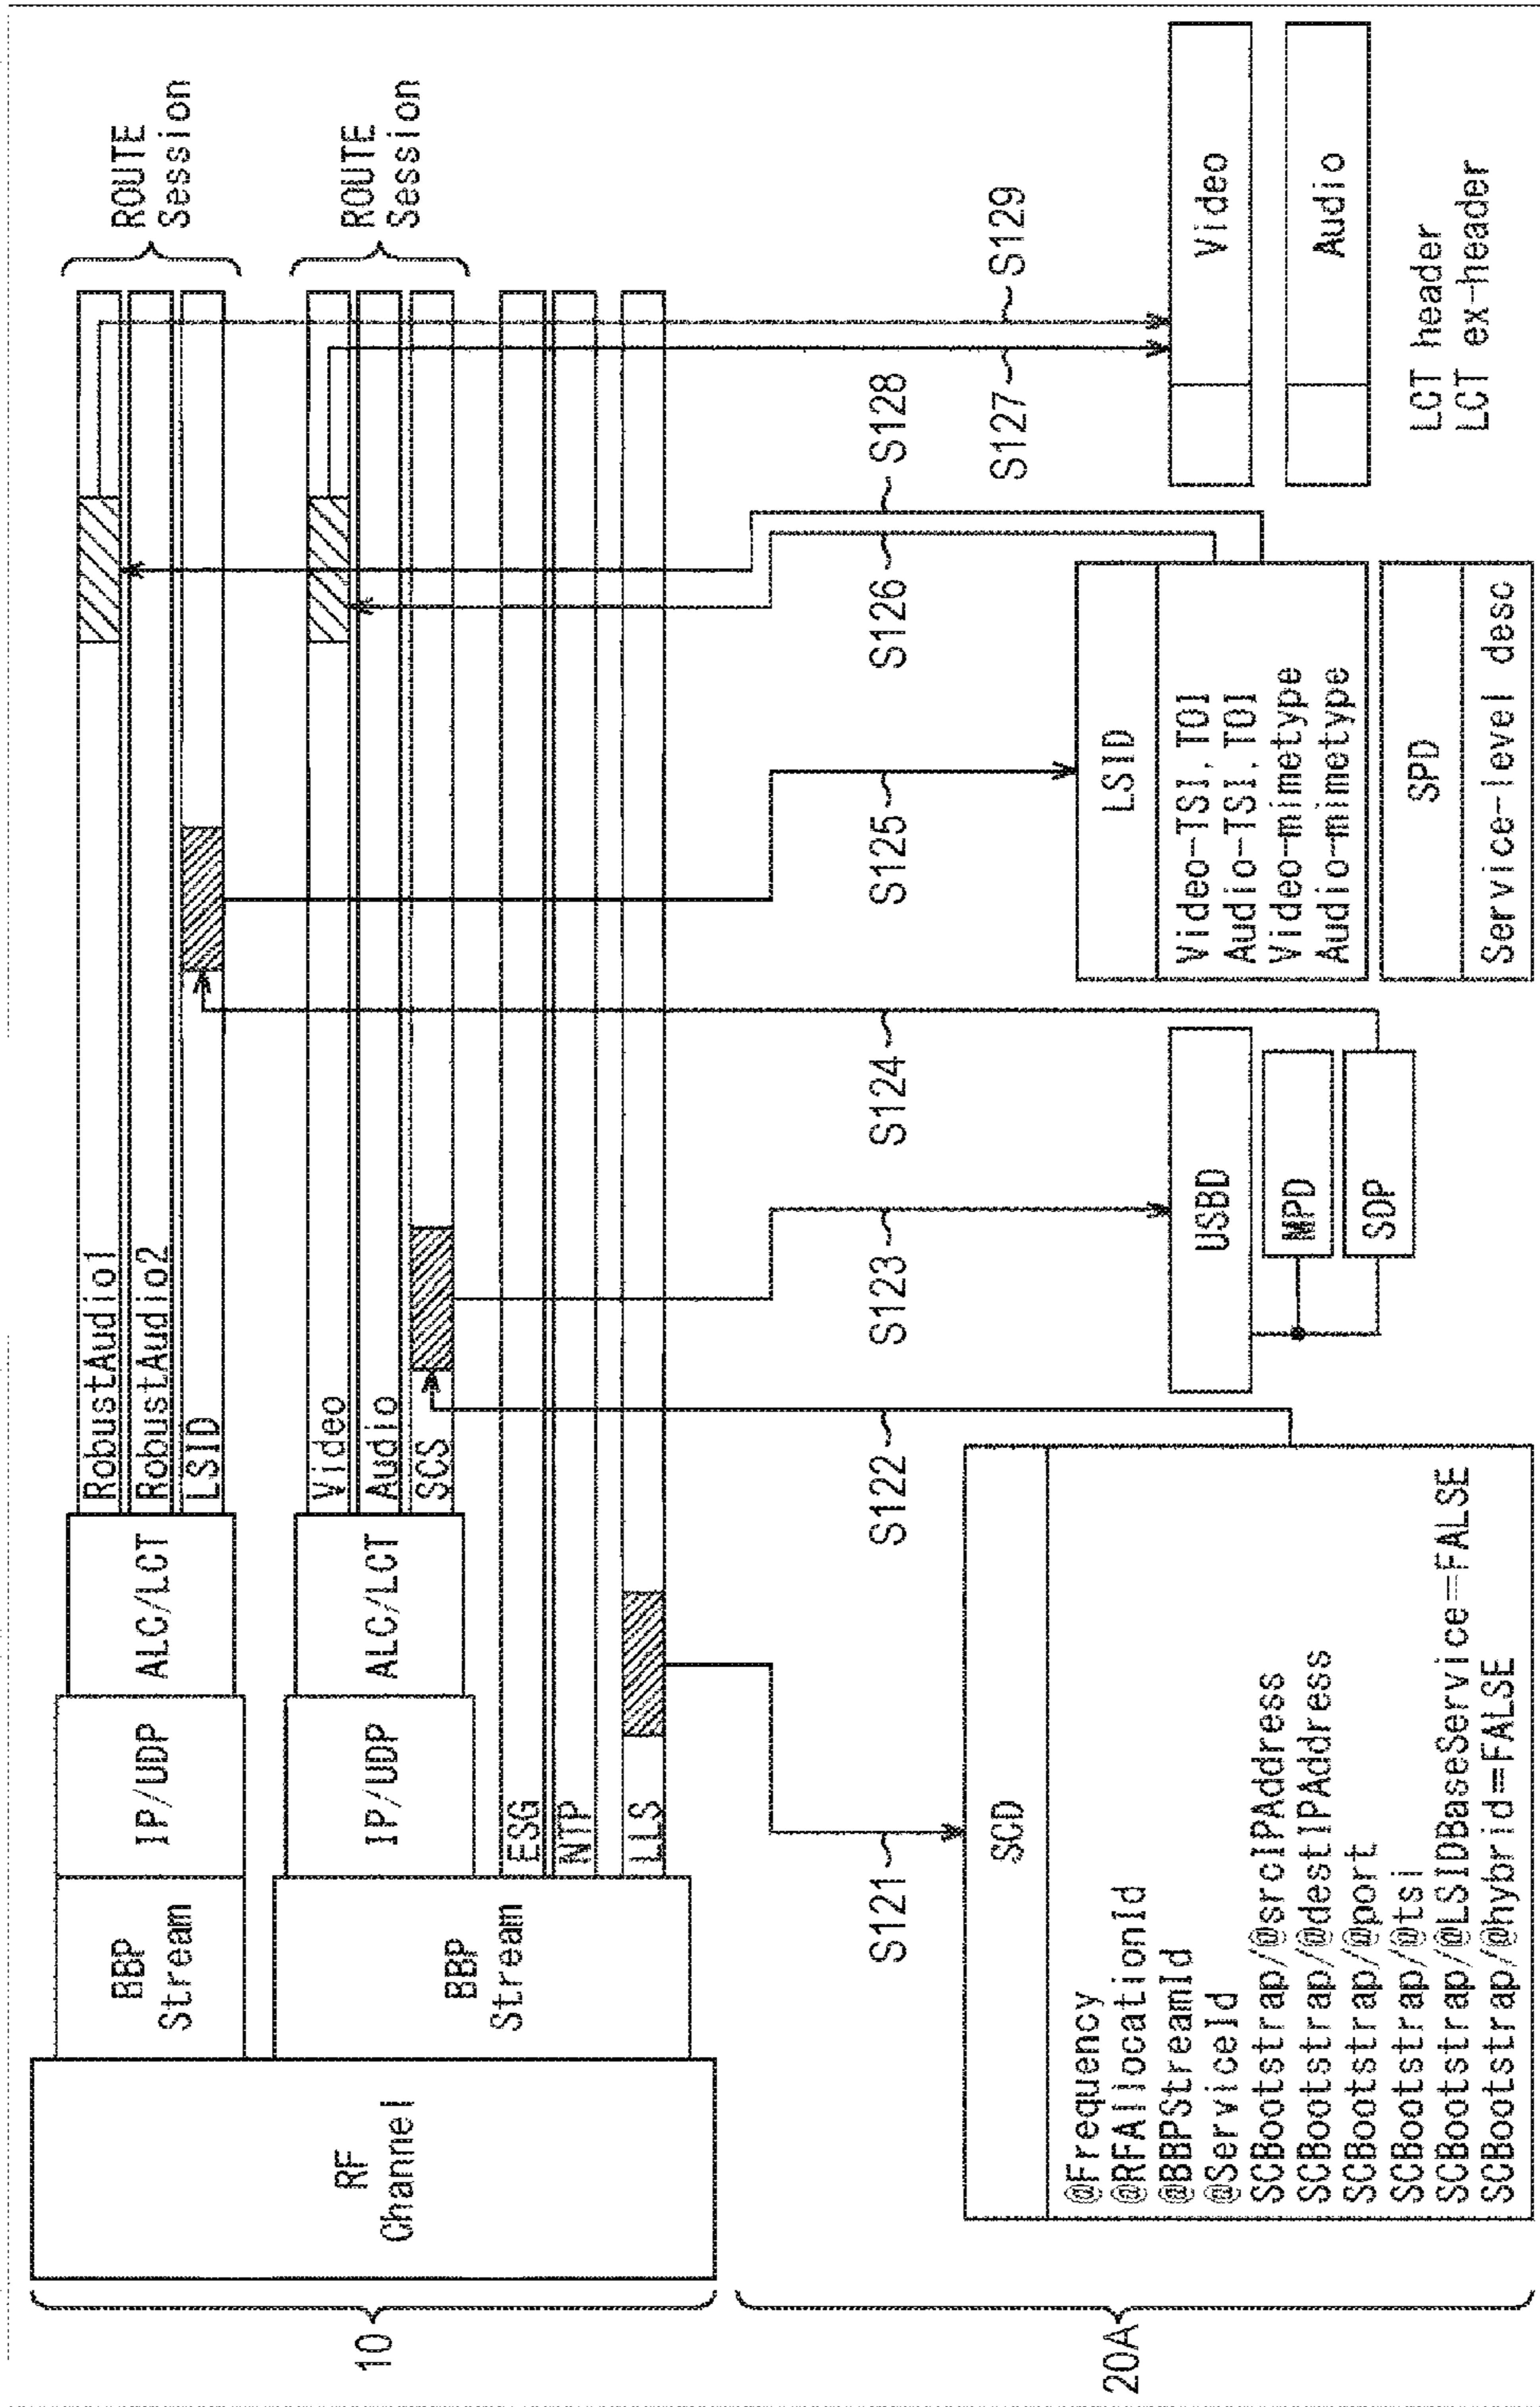 10
RF
Channel
BBP
Stream
IP/UDP
ALC/LCT
RobustAudio1
RobustAudio2
LSID
ROUTE
Session
BBP
Stream
IP/UDP
ALC/LCT
Video
Audio
SCS
ROUTE
Session
ESG
NTP
LLS
S121
S122
S123
S124
S125
S126
S128
S127
S129
20A
SCD
@Frequency
@RFAllocationId
@BBPStreamId
@ServiceId
SCBootstrap/@srcIPAddress
SCBootstrap/@destIPAddress
SCBootstrap/@port
SCBootstrap/@tsi
SCBootstrap/@LSIDBaseService=FALSE
SCBootstrap/@hybrid=FALSE
USBD
MPD
SDP
LSID
Video-TSI, TOI
Audio-TSI, TOI
Video-mimetype
Audio-mimetype
SPD
Service-level desc
Video
Audio
LCT header
LCT ex-header